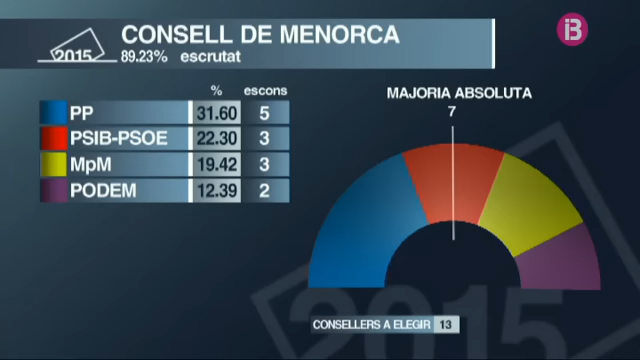 CONSELL DE MENORCA
2015
89.23% escrutat
iB
% escons
PP 31.60 5
PSIB-PSOE 22.30 3
MpM 19.42 3
PODEM 12.39 2
MAJORIA ABSOLUTA
7
2015
CONSELLERS A ELEGIR 13